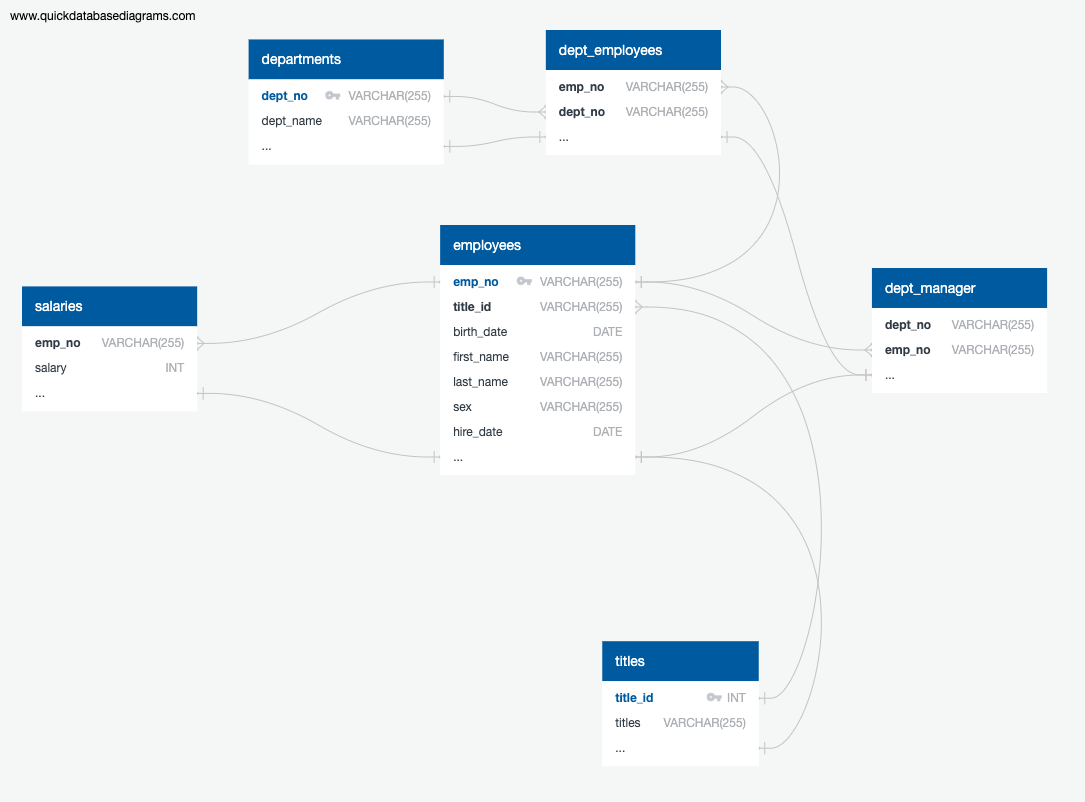 www.quickdatabasediagrams.com
departments
dept_no VARCHAR(255)
dept_name VARCHAR(255)
...
dept_employees
emp_no VARCHAR(255)
dept_no VARCHAR(255)
...
employees
emp_no VARCHAR(255)
title_id VARCHAR(255)
birth_date DATE
first_name VARCHAR(255)
last_name VARCHAR(255)
sex VARCHAR(255)
hire_date DATE
...
salaries
emp_no VARCHAR(255)
salary INT
...
dept_manager
dept_no VARCHAR(255)
emp_no VARCHAR(255)
...
titles
title_id INT
titles VARCHAR(255)
...